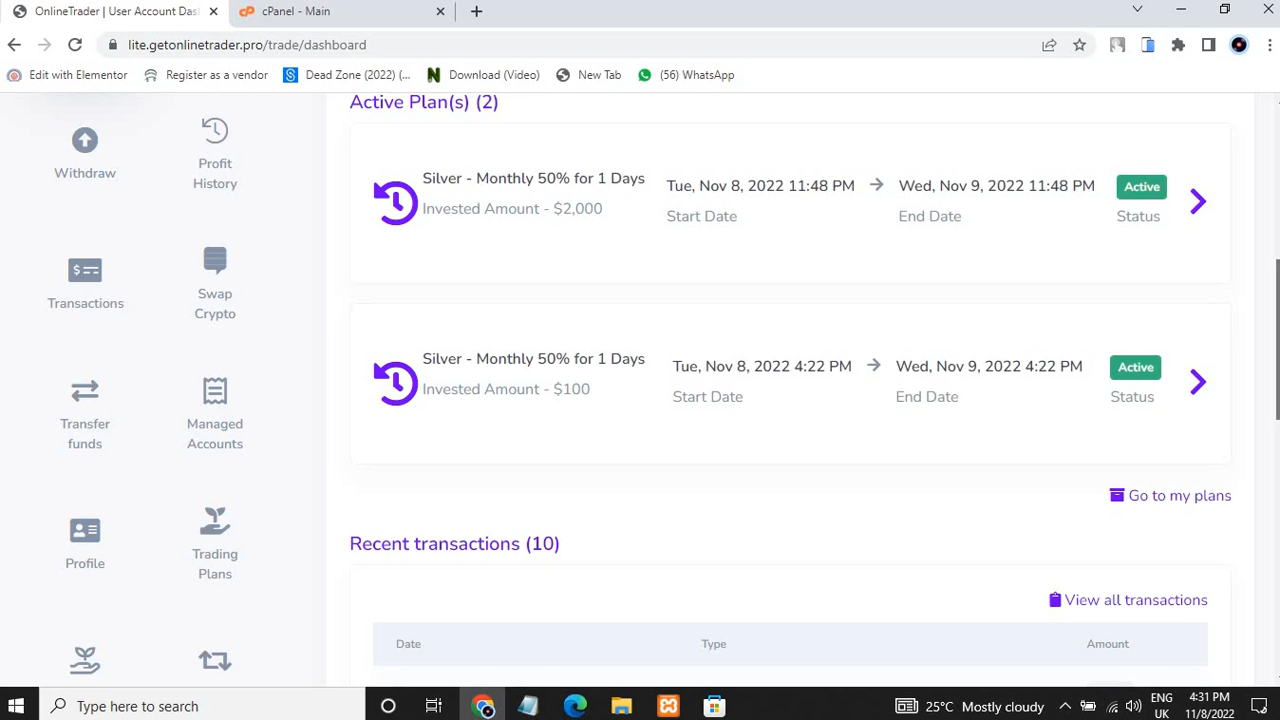 OnlineTrader | User Account Das
cPanel - Main
lite.getonlinetrader.pro/trade/dashboard
Edit with Elementor
Register as a vendor
Dead Zone (2022) (...
Download (Video)
New Tab
(56) WhatsApp
Withdraw
Profit
History
Transactions
Swap
Crypto
Transfer
funds
Managed
Accounts
Profile
Trading
Plans
Active Plan(s) (2)
Silver - Monthly 50% for 1 Days
Invested Amount - $2,000
Tue, Nov 8, 2022 11:48 PM
Start Date
Wed, Nov 9, 2022 11:48 PM
End Date
Active
Status
Silver - Monthly 50% for 1 Days
Invested Amount - $100
Tue, Nov 8, 2022 4:22 PM
Start Date
Wed, Nov 9, 2022 4:22 PM
End Date
Active
Status
Go to my plans
Recent transactions (10)
View all transactions
Date Type Amount
Type here to search
25°C Mostly cloudy
ENG
UK
4:31 PM
11/8/2022